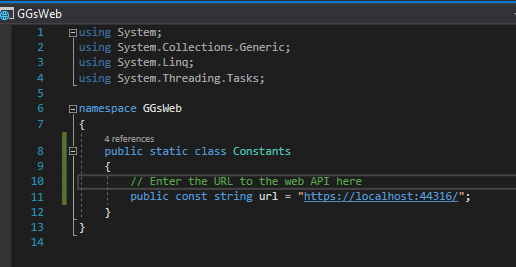 GGsWeb
1 using System;
2 using System.Collections.Generic;
3 using System.Linq;
4 using System.Threading.Tasks;
5
6 namespace GGsWeb
7 {
4 references
8 public static class Constants
9 {
10 // Enter the URL to the web API here
11 public const string url = "https://localhost:44316/";
12 }
13 }
14